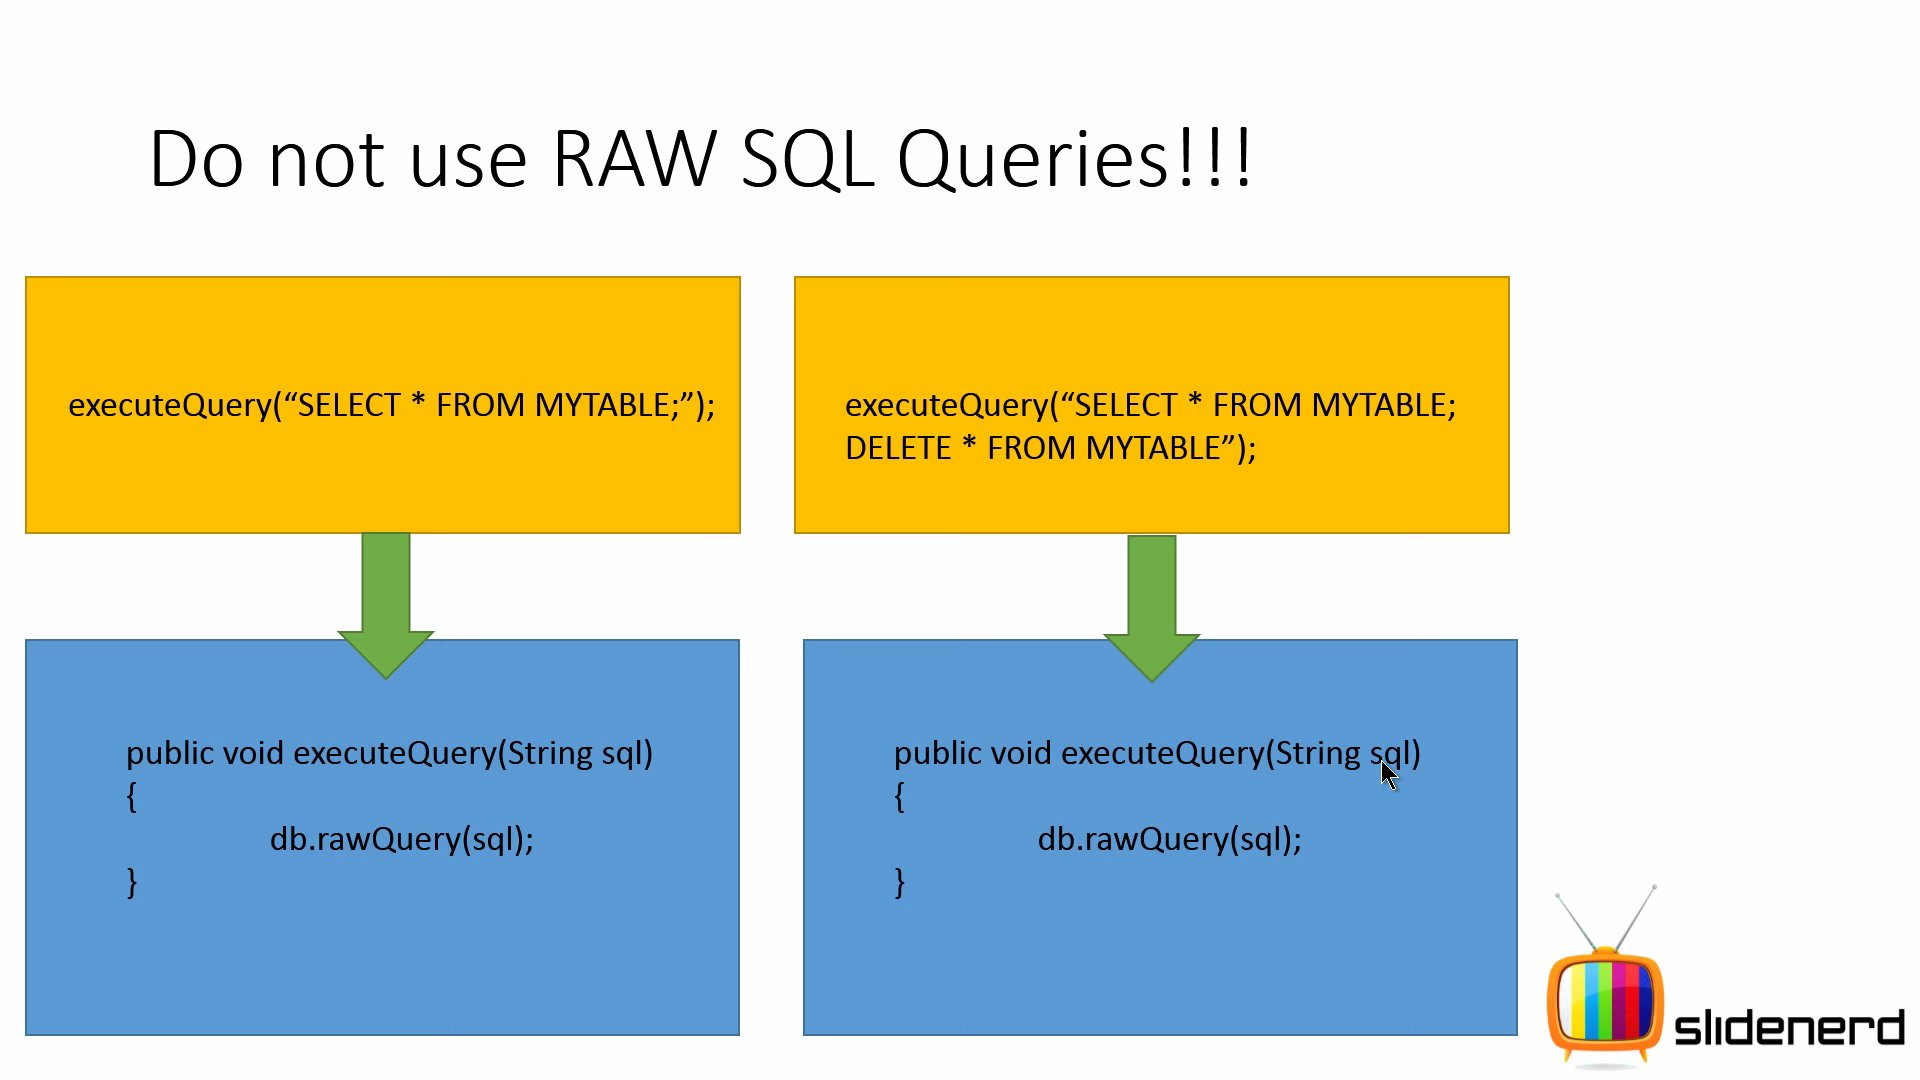 Do not use RAW SQL Queries!!!
executeQuery(“SELECT * FROM MYTABLE;”);
executeQuery(“SELECT * FROM MYTABLE;
DELETE * FROM MYTABLE”);
public void executeQuery(String sql)
{
db.rawQuery(sql);
}
public void executeQuery(String sql)
{
db.rawQuery(sql);
}
slidenerd